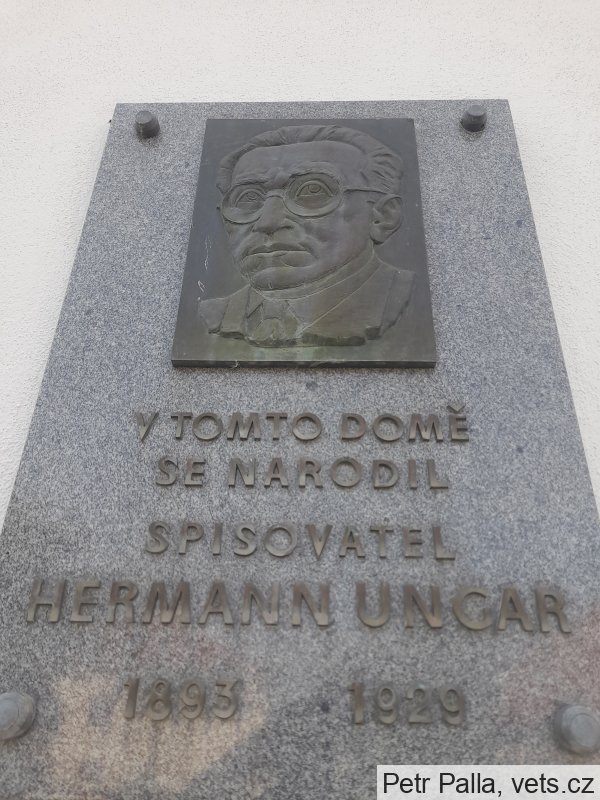 V TOMTO DOMĚ
SE NARODIL
SPISOVATEL
HERMANN UNGAR
1893 1929
Petr Palla, vets.cz